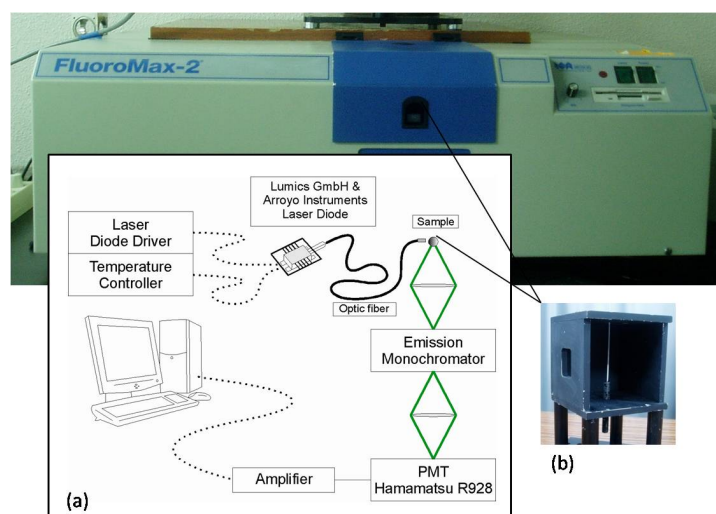 FluoroMax-2
Lumics GmbH &
Arroyo Instruments
Laser Diode
Sample
Laser
Diode Driver
Temperature
Controller
Optic fiber
Emission
Monochromator
Amplifier
PMT
Hamamatsu R928
(a)
(b)